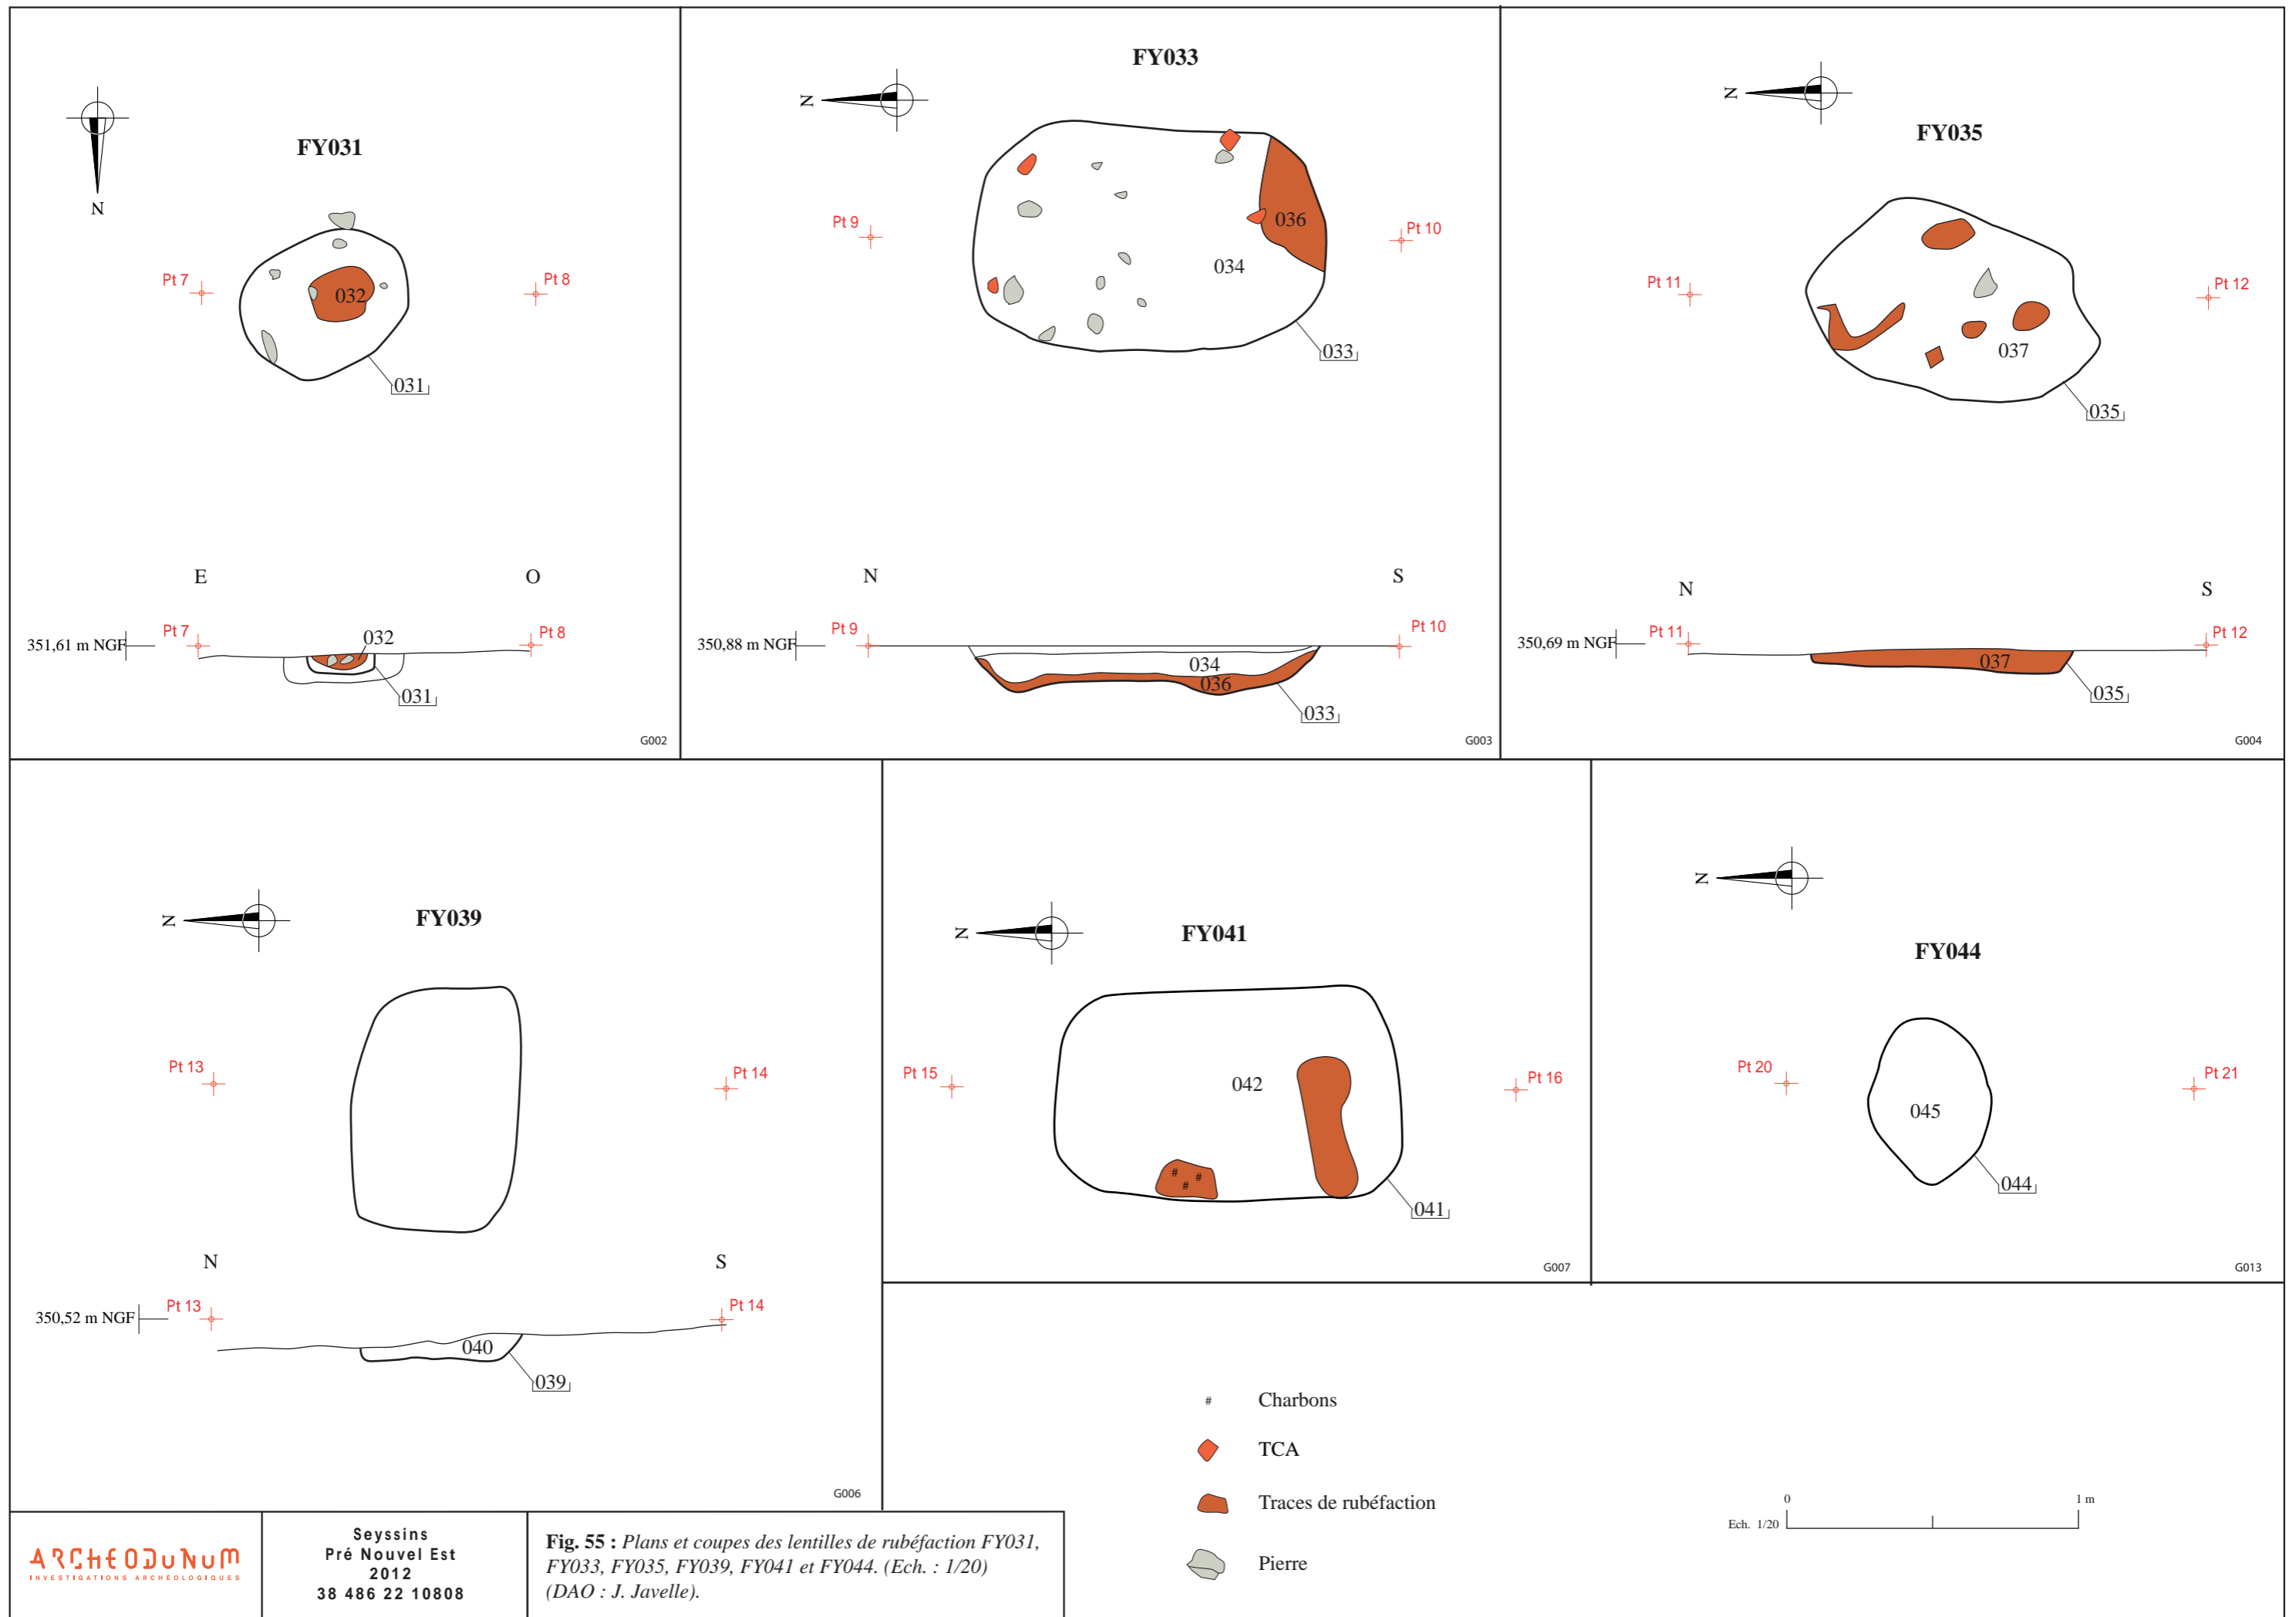 FY031
N
Pt 7
Pt 8
032
031
E
O
351,61 m NGF
Pt 7
Pt 8
032
031
G002
FY033
N
Pt 9
Pt 10
036
034
033
N
S
350,88 m NGF
Pt 9
Pt 10
034
036
033
G003
FY035
N
Pt 11
Pt 12
037
035
N
S
350,69 m NGF
Pt 11
Pt 12
037
035
G004
FY039
N
Pt 13
Pt 14
N
S
350,52 m NGF
Pt 13
Pt 14
040
039
G006
FY041
N
Pt 15
Pt 16
042
# # #
041
G007
FY044
N
Pt 20
Pt 21
045
044
G013
# Charbons
TCA
Traces de rubéfaction
Pierre
0 1 m
Ech. 1/20
ARCHEODUNUM
INVESTIGATIONS ARCHÉOLOGIQUES
Seyssins
Pré Nouvel Est
2012
38 486 22 10808
Fig. 55 : Plans et coupes des lentilles de rubéfaction FY031,
FY033, FY035, FY039, FY041 et FY044. (Ech. : 1/20)
(DAO : J. Javelle).